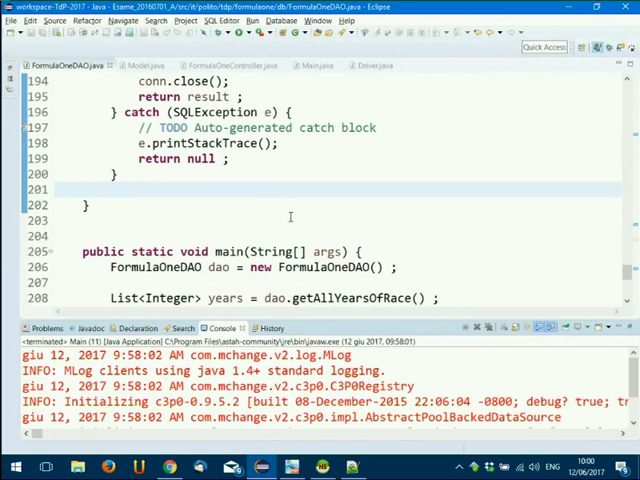 workspace-TdP-2017 - Java - Esame_20160701_A/src/it/polito/tdp/formulaone/db/FormulaOneDAO.java - Eclipse
File Edit Source Refactor Navigate Search Project SQL Editor Run Database Window Help
Quick Access
FormulaOneDAO.java Model.java FormulaOneController.java Main.java Driver.java
194 conn.close();
195 return result ;
196 } catch (SQLException e) {
197 // TODO Auto-generated catch block
198 e.printStackTrace();
199 return null ;
200 }
201
202 }
203
204
205 public static void main(String[] args) {
206 FormulaOneDAO dao = new FormulaOneDAO() ;
208 List<Integer> years = dao.getAllYearsOfRace() ;
Problems Javadoc Declaration Search Console History
<terminated> Main (11) [Java Application] C:\Program Files\astah-community\jre\bin\javaw.exe (12 giu 2017, 09:58:01)
giu 12, 2017 9:58:02 AM com.mchange.v2.log.MLog
INFO: MLog clients using java 1.4+ standard logging.
giu 12, 2017 9:58:02 AM com.mchange.v2.c3p0.C3P0Registry
INFO: Initializing c3p0-0.9.5.2 [built 08-December-2015 22:06:04 -0800; debug? true; tr
giu 12, 2017 9:58:02 AM com.mchange.v2.c3p0.impl.AbstractPoolBackedDataSource
10:00
12/06/2017